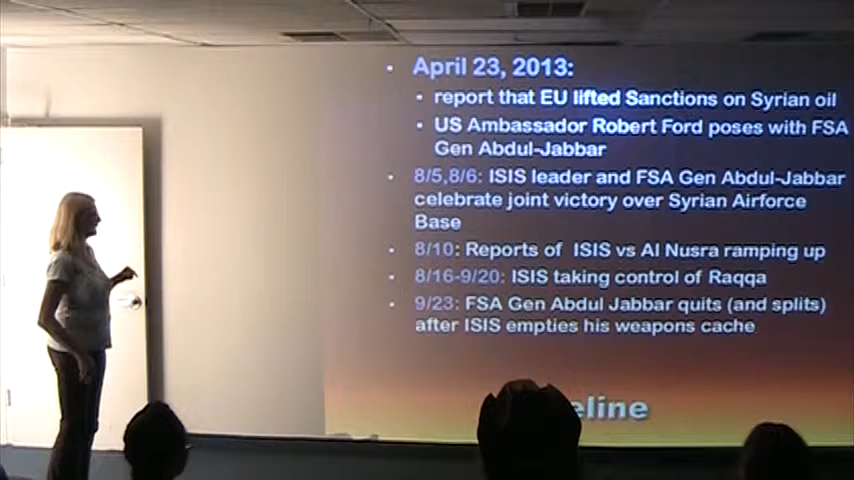 April 23, 2013:
report that EU lifted Sanctions on Syrian oil
US Ambassador Robert Ford poses with FSA
Gen Abdul-Jabbar
8/5,8/6: ISIS leader and FSA Gen Abdul-Jabbar
celebrate joint victory over Syrian Airforce
Base
8/10: Reports of ISIS vs Al Nusra ramping up
8/16-9/20: ISIS taking control of Raqqa
9/23: FSA Gen Abdul Jabbar quits (and splits)
after ISIS empties his weapons cache
eline